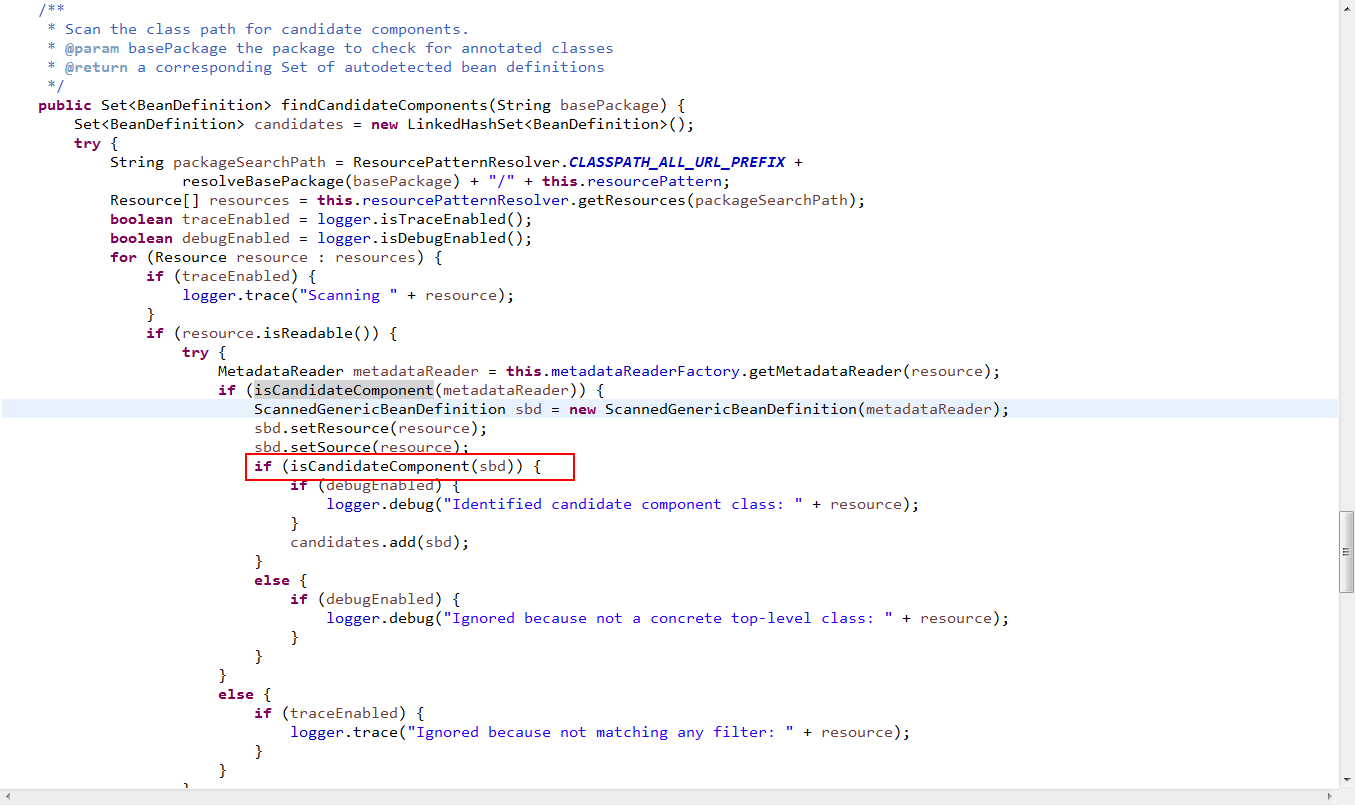 /**
 * Scan the class path for candidate components.
 * @param basePackage the package to check for annotated classes
 * @return a corresponding Set of autodetected bean definitions
 */
public Set<BeanDefinition> findCandidateComponents(String basePackage) {
    Set<BeanDefinition> candidates = new LinkedHashSet<BeanDefinition>();
    try {
        String packageSearchPath = ResourcePatternResolver.CLASSPATH_ALL_URL_PREFIX +
                resolveBasePackage(basePackage) + "/" + this.resourcePattern;
        Resource[] resources = this.resourcePatternResolver.getResources(packageSearchPath);
        boolean traceEnabled = logger.isTraceEnabled();
        boolean debugEnabled = logger.isDebugEnabled();
        for (Resource resource : resources) {
            if (traceEnabled) {
                logger.trace("Scanning " + resource);
            }
            if (resource.isReadable()) {
                try {
                    MetadataReader metadataReader = this.metadataReaderFactory.getMetadataReader(resource);
                    if (isCandidateComponent(metadataReader)) {
                        ScannedGenericBeanDefinition sbd = new ScannedGenericBeanDefinition(metadataReader);
                        sbd.setResource(resource);
                        sbd.setSource(resource);
                        if (isCandidateComponent(sbd)) {
                            if (debugEnabled) {
                                logger.debug("Identified candidate component class: " + resource);
                            }
                            candidates.add(sbd);
                        }
                        else {
                            if (debugEnabled) {
                                logger.debug("Ignored because not a concrete top-level class: " + resource);
                            }
                        }
                    }
                    else {
                        if (traceEnabled) {
                            logger.trace("Ignored because not matching any filter: " + resource);
                        }
                    }
                }